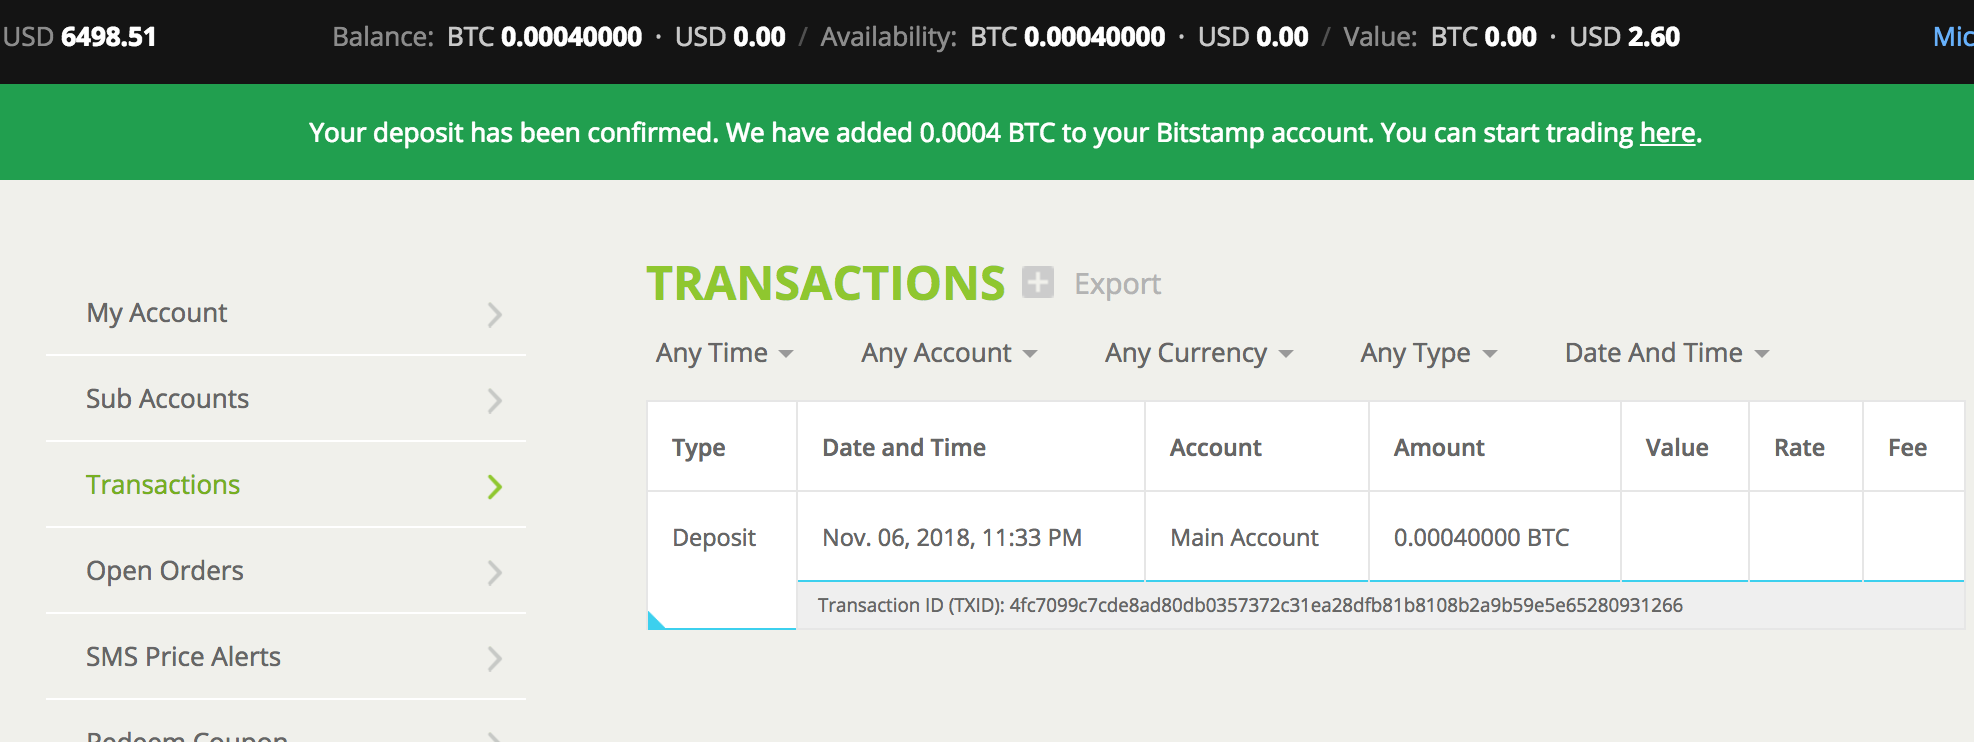 USD 6498.51 Balance: BTC 0.00040000 · USD 0.00 / Availability: BTC 0.00040000 · USD 0.00 / Value: BTC 0.00 · USD 2.60 Mic
Your deposit has been confirmed. We have added 0.0004 BTC to your Bitstamp account. You can start trading here.
My Account
Sub Accounts
Transactions
Open Orders
SMS Price Alerts
Redeem Coupon
TRANSACTIONS Export
Any Time Any Account Any Currency Any Type Date And Time
Type Date and Time Account Amount Value Rate Fee
Deposit Nov. 06, 2018, 11:33 PM Main Account 0.00040000 BTC
Transaction ID (TXID): 4fc7099c7cde8ad80db0357372c31ea28dfb81b8108b2a9b59e5e65280931266